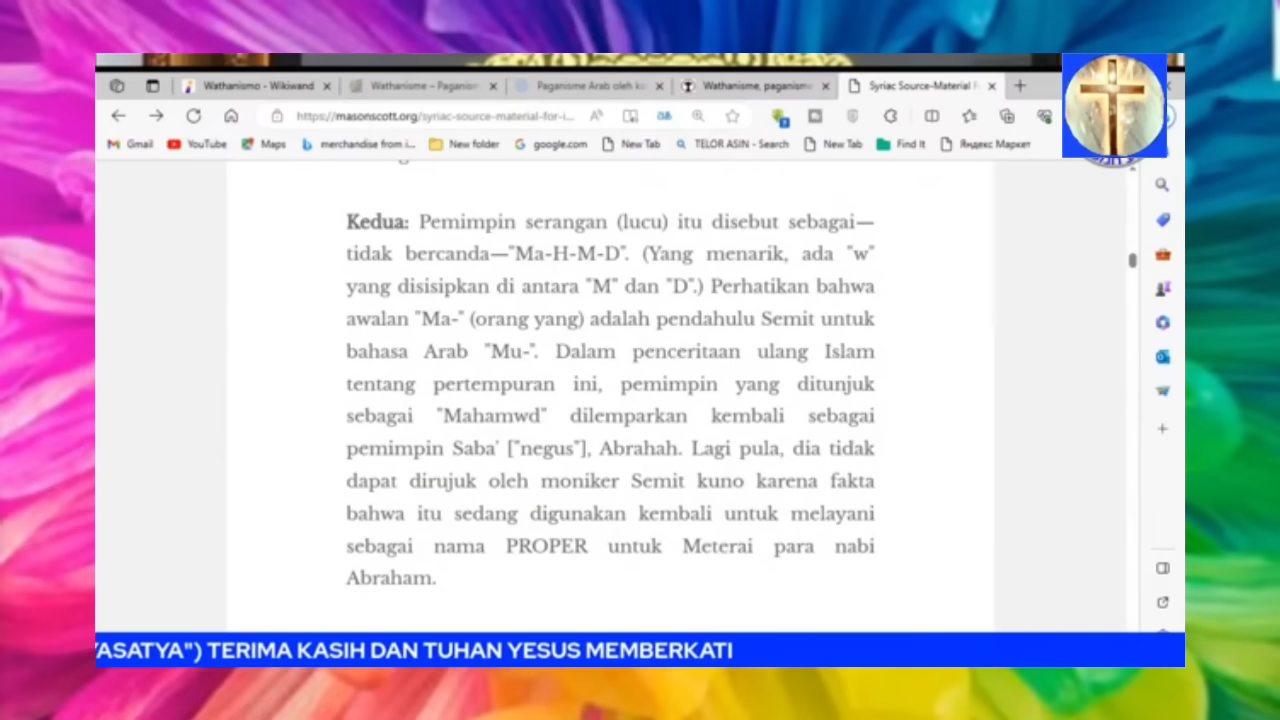 Wathanismo - Wikiwand
Wathanisme – Paganism
Paganisme Arab oleh
Wathanisme, paganisme
Syriac Source-Material F
https://masonscott.org/syriac-source-material-for-i...
Gmail
YouTube
Maps
merchandise from i...
New folder
google.com
New Tab
TELOR ASIN - Search
New Tab
Find It
Яндекс Маркет
Kedua: Pemimpin serangan (lucu) itu disebut sebagai—
tidak bercanda—"Ma-H-M-D". (Yang menarik, ada "w"
yang disisipkan di antara "M" dan "D".) Perhatikan bahwa
awalan "Ma-" (orang yang) adalah pendahulu Semit untuk
bahasa Arab "Mu-". Dalam penceritaan ulang Islam
tentang pertempuran ini, pemimpin yang ditunjuk
sebagai "Mahamwd" dilemparkan kembali sebagai
pemimpin Saba' ["negus"], Abrahah. Lagi pula, dia tidak
dapat dirujuk oleh moniker Semit kuno karena fakta
bahwa itu sedang digunakan kembali untuk melayani
sebagai nama PROPER untuk Meterai para nabi
Abraham.
ASATYA") TERIMA KASIH DAN TUHAN YESUS MEMBERKATI